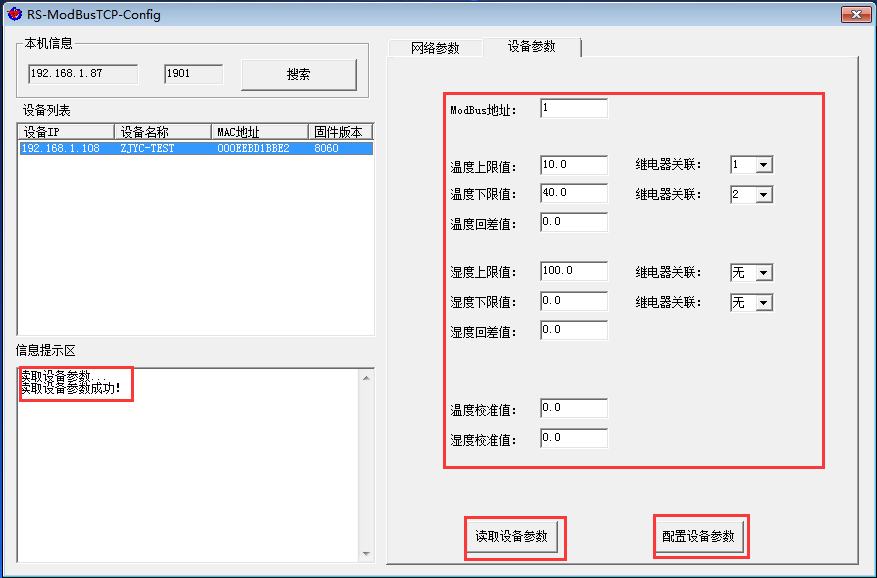 RS-ModBusTCP-Config
本机信息
192.168.1.87 1901 搜索
设备列表
设备IP 设备名称 MAC地址 固件版本
192.168.1.108 ZJYC-TEST 000EEBD1BBE2 8060
信息提示区
读取设备参数...
读取设备参数成功!
网络参数 设备参数
ModBus地址: 1
温度上限值: 10.0 继电器关联: 1
温度下限值: 40.0 继电器关联: 2
温度回差值: 0.0
湿度上限值: 100.0 继电器关联: 无
湿度下限值: 0.0 继电器关联: 无
湿度回差值: 0.0
温度校准值: 0.0
湿度校准值: 0.0
读取设备参数 配置设备参数